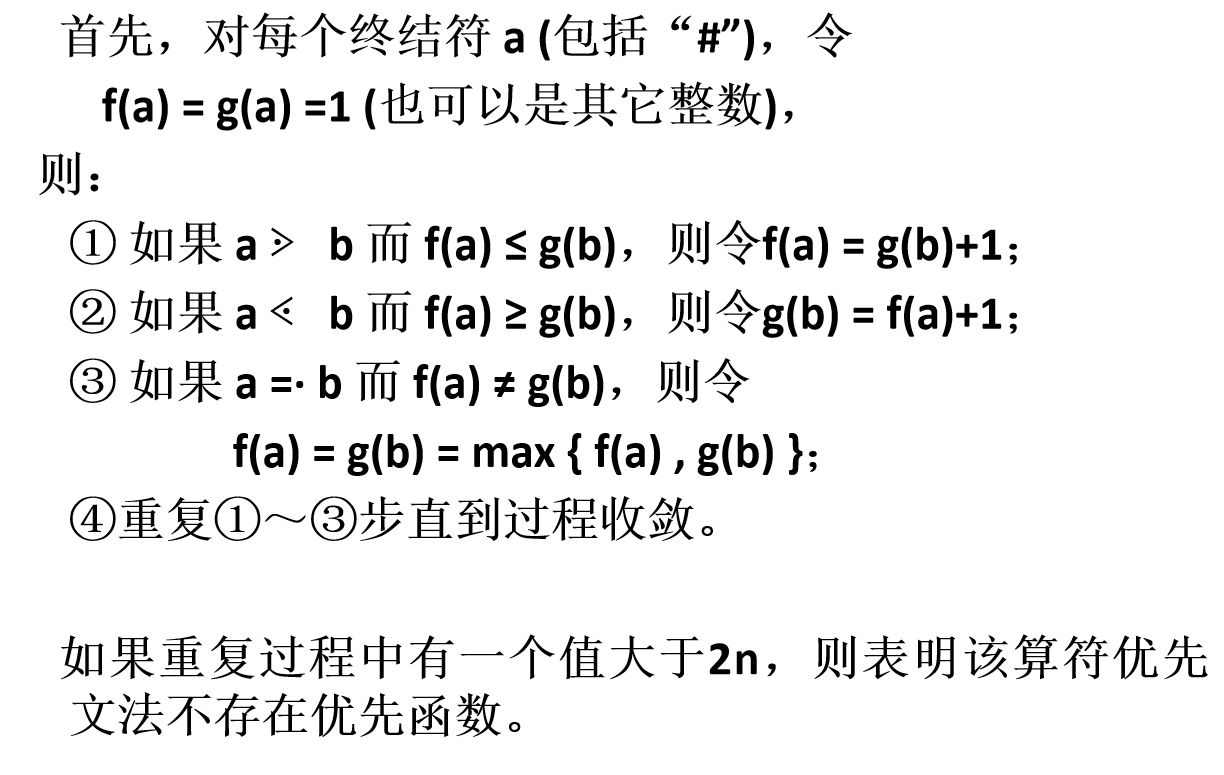 首先，对每个终结符 a (包括“#”)，令
f(a) = g(a) =1 (也可以是其它整数)，
则：
① 如果 a ⋗ b 而 f(a) ≤ g(b)，则令f(a) = g(b)+1；
② 如果 a ⋖ b 而 f(a) ≥ g(b)，则令g(b) = f(a)+1；
③ 如果 a =· b 而 f(a) ≠ g(b)，则令
f(a) = g(b) = max { f(a) , g(b) }；
④重复①～③步直到过程收敛。
如果重复过程中有一个值大于2n，则表明该算符优先
文法不存在优先函数。